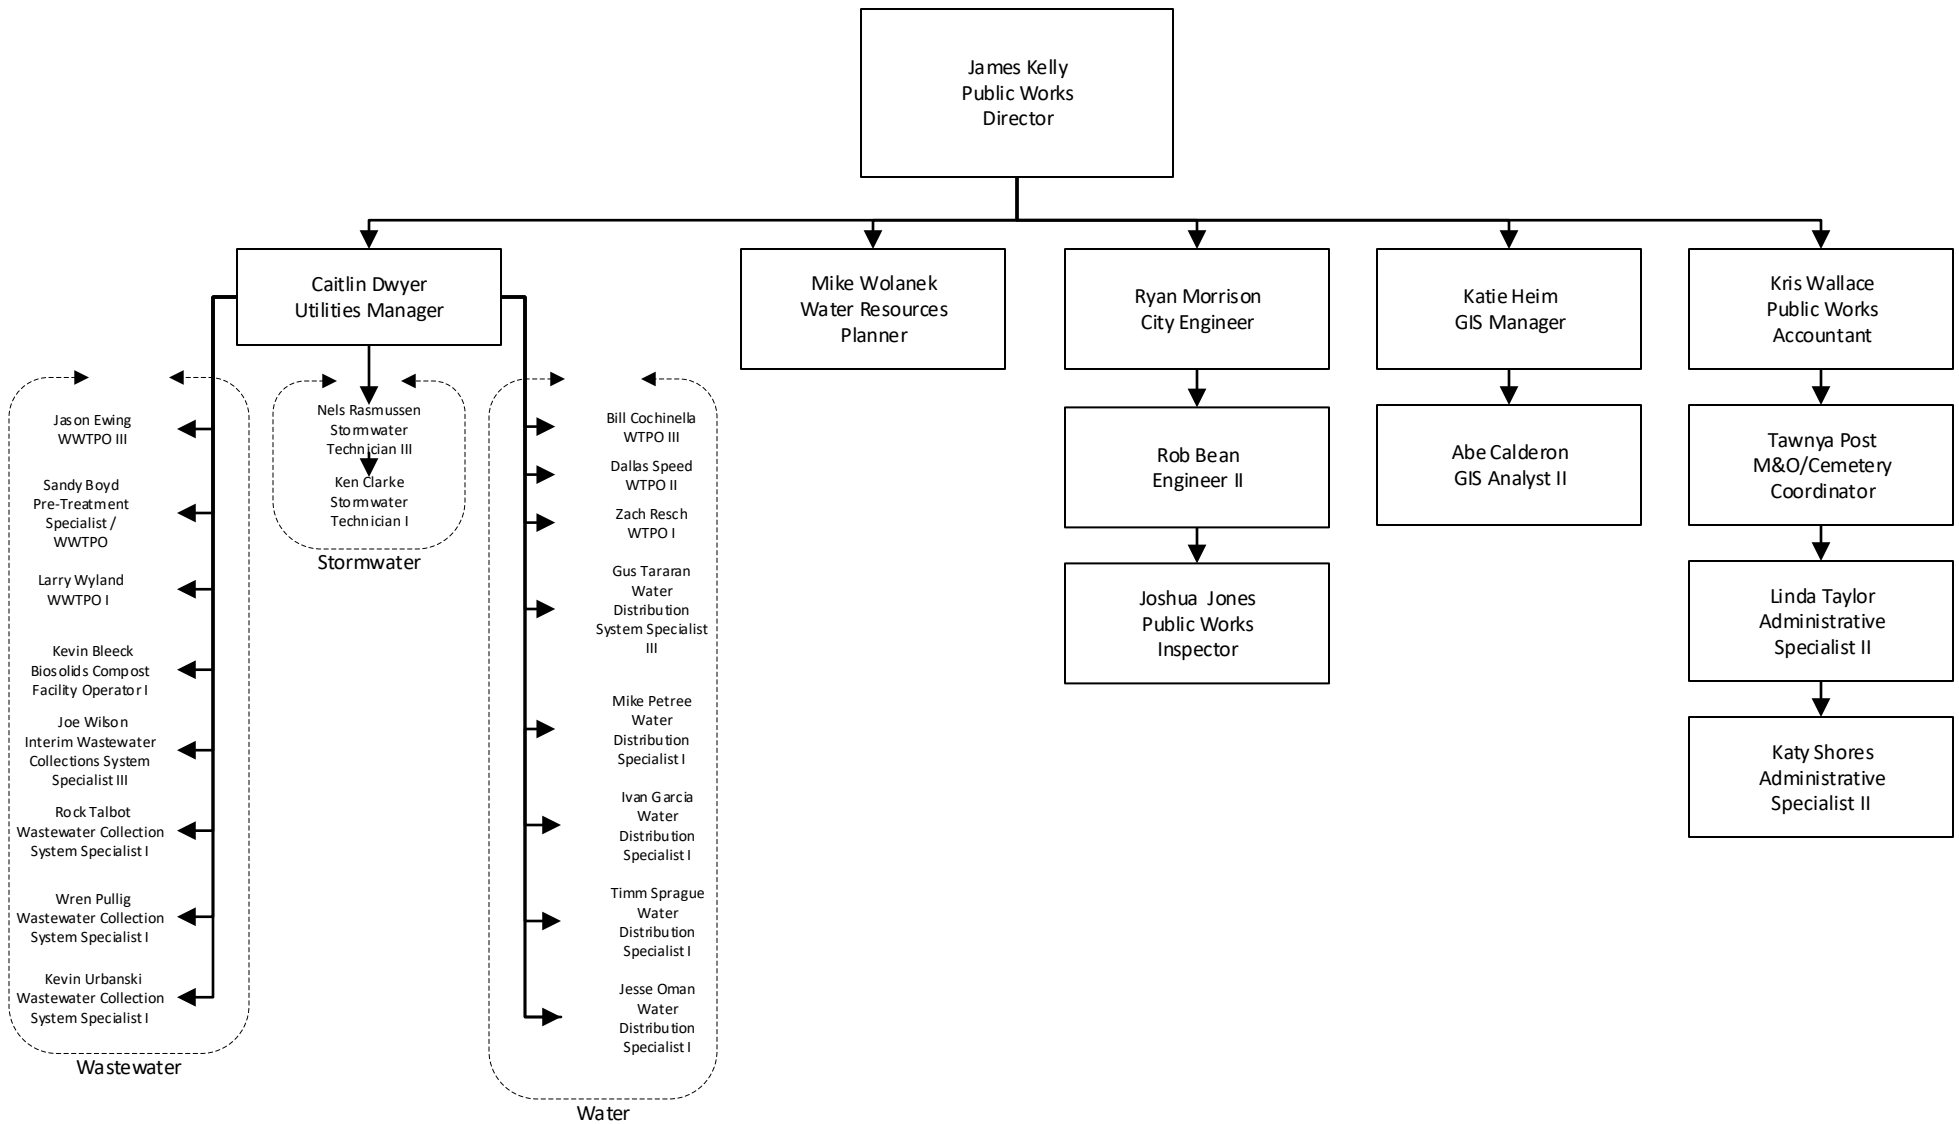 James Kelly
Public Works
Director
Caitlin Dwyer
Utilities Manager
Mike Wolanek
Water Resources
Planner
Ryan Morrison
City Engineer
Katie Heim
GIS Manager
Kris Wallace
Public Works
Accountant
Jason Ewing
WWTPO III
Sandy Boyd
Pre-Treatment
Specialist /
WWTPO
Larry Wyland
WWTPO I
Kevin Bleeck
Biosolids Compost
Facility Operator I
Joe Wilson
Interim Wastewater
Collections System
Specialist III
Rock Talbot
Wastewater Collection
System Specialist I
Wren Pullig
Wastewater Collection
System Specialist I
Kevin Urbanski
Wastewater Collection
System Specialist I
Wastewater
Nels Rasmussen
Stormwater
Technician III
Ken Clarke
Stormwater
Technician I
Stormwater
Bill Cochinella
WTPO III
Dallas Speed
WTPO II
Zach Resch
WTPO I
Gus Tararan
Water
Distribution
System Specialist
III
Mike Petree
Water
Distribution
Specialist I
Ivan Garcia
Water
Distribution
Specialist I
Timm Sprague
Water
Distribution
Specialist I
Jesse Oman
Water
Distribution
Specialist I
Water
Rob Bean
Engineer II
Joshua Jones
Public Works
Inspector
Abe Calderon
GIS Analyst II
Tawnya Post
M&O/Cemetery
Coordinator
Linda Taylor
Administrative
Specialist II
Katy Shores
Administrative
Specialist II